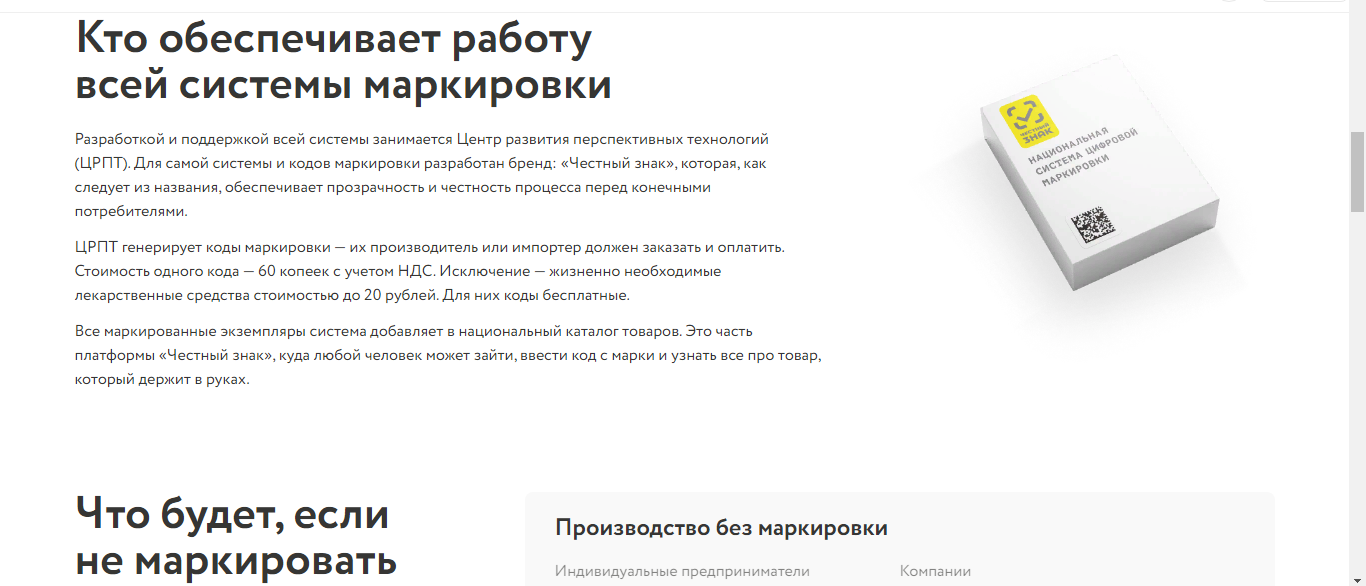 Кто обеспечивает работу
всей системы маркировки
Разработкой и поддержкой всей системы занимается Центр развития перспективных технологий
(ЦРПТ). Для самой системы и кодов маркировки разработан бренд: «Честный знак», которая, как
следует из названия, обеспечивает прозрачность и честность процесса перед конечными
потребителями.
ЦРПТ генерирует коды маркировки — их производитель или импортер должен заказать и оплатить.
Стоимость одного кода — 60 копеек с учетом НДС. Исключение — жизненно необходимые
лекарственные средства стоимостью до 20 рублей. Для них коды бесплатные.
Все маркированные экземпляры система добавляет в национальный каталог товаров. Это часть
платформы «Честный знак», куда любой человек может зайти, ввести код с марки и узнать все про товар,
который держит в руках.
ЧЕСТНЫЙ
ЗНАК
НАЦИОНАЛЬНАЯ
СИСТЕМА ЦИФРОВОЙ
МАРКИРОВКИ
Что будет, если
не маркировать
Производство без маркировки
Индивидуальные предприниматели
Компании